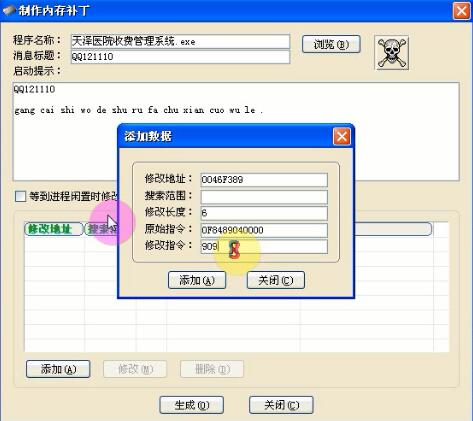 制作内存补丁
程序名称: 天泽医院收费管理系统.exe 浏览(B)
消息标题: QQ121110
启动提示:
QQ121110
gang cai shi wo de shu ru fa chu xian cuo wu le .
添加数据
修改地址: 0046F389
搜索范围:
修改长度: 6
原始指令: 0F8489040000
修改指令: 909
添加(A) 关闭(C)
等到进程闲置时修改
修改地址 搜索
添加(A) 修改(M) 删除(D)
生成(O) 关闭(C)